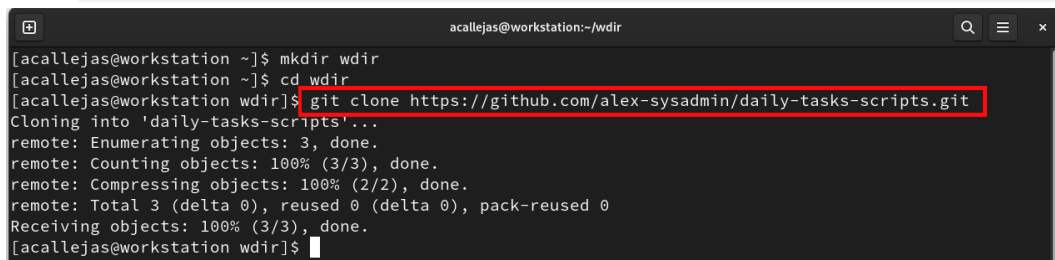 acallejas@workstation:~/wdir
[acallejas@workstation ~]$ mkdir wdir
[acallejas@workstation ~]$ cd wdir
[acallejas@workstation wdir]$ git clone https://github.com/alex-sysadmin/daily-tasks-scripts.git
Cloning into 'daily-tasks-scripts'...
remote: Enumerating objects: 3, done.
remote: Counting objects: 100% (3/3), done.
remote: Compressing objects: 100% (2/2), done.
remote: Total 3 (delta 0), reused 0 (delta 0), pack-reused 0
Receiving objects: 100% (3/3), done.
[acallejas@workstation wdir]$